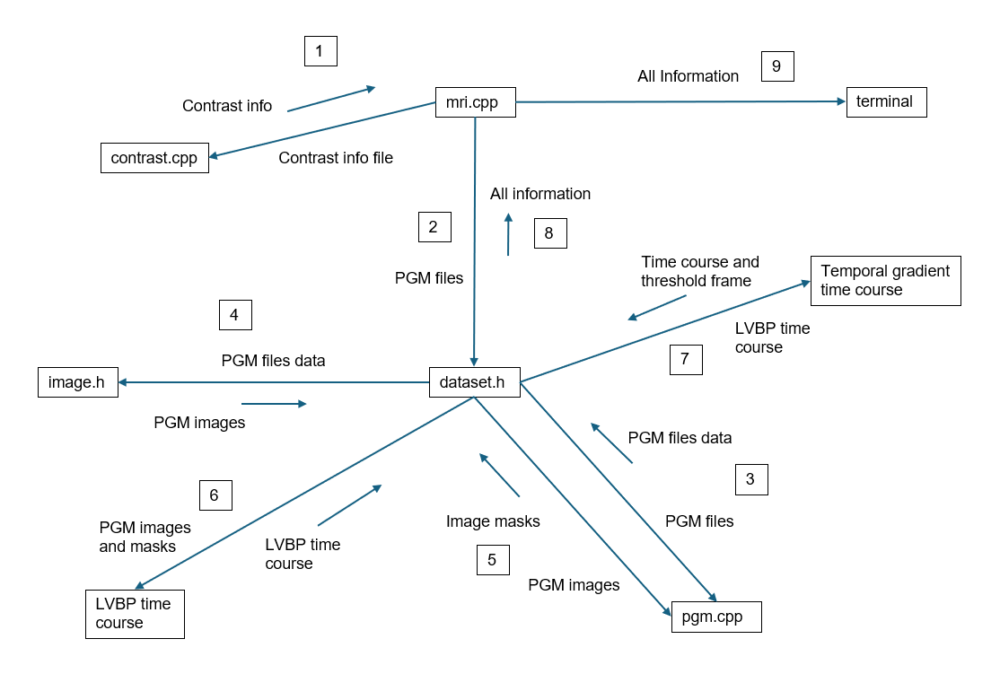 1
9
All Information
Contrast info
mri.cpp
terminal
contrast.cpp
Contrast info file
All information
2
8
PGM files
Time course and
threshold frame
Temporal gradient
time course
4
LVBP time
course
7
PGM files data
image.h
dataset.h
PGM images
PGM files data
3
6
PGM images
and masks
LVBP time
course
Image masks
PGM files
5
PGM images
LVBP time
course
pgm.cpp